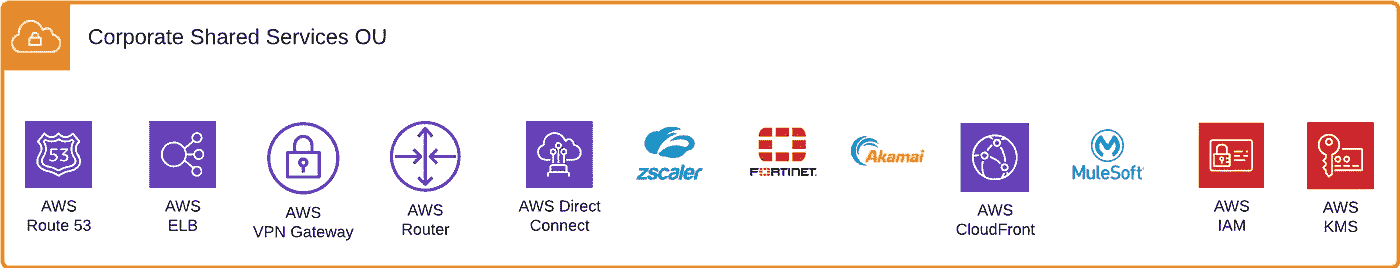 Corporate Shared Services OU
53
AWS
Route 53
AWS
ELB
AWS
VPN Gateway
AWS
Router
AWS Direct
Connect
zscaler
FORTINET
Akamai
AWS
CloudFront
MuleSoft
AWS
IAM
AWS
KMS